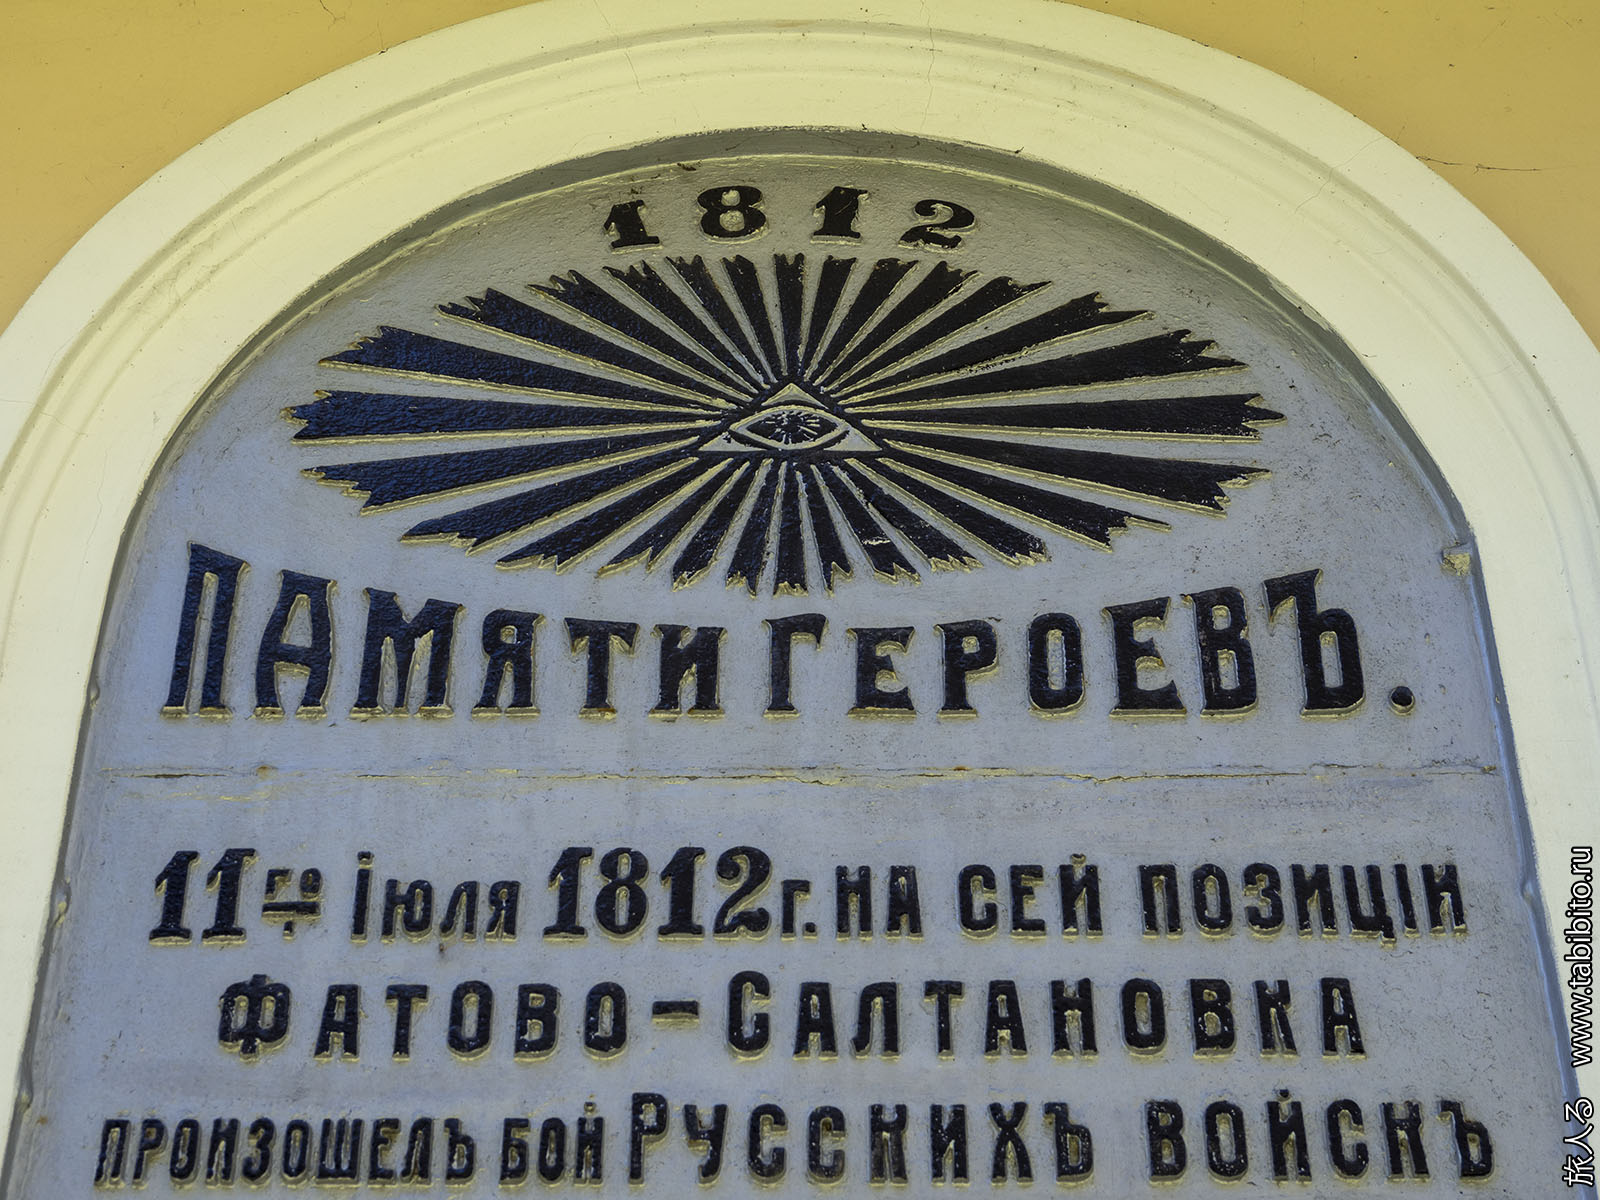 1812
ПАМЯТИ ГЕРОЕВЪ.
11го Іюля 1812 г. НА СЕЙ ПОЗИЦІИ
ФАТОВО-САЛТАНОВКА
ПРОИЗОШЕЛЪ БОЙ РУССКИХЪ ВОЙСКЪ
旅人る www.tabibito.ru